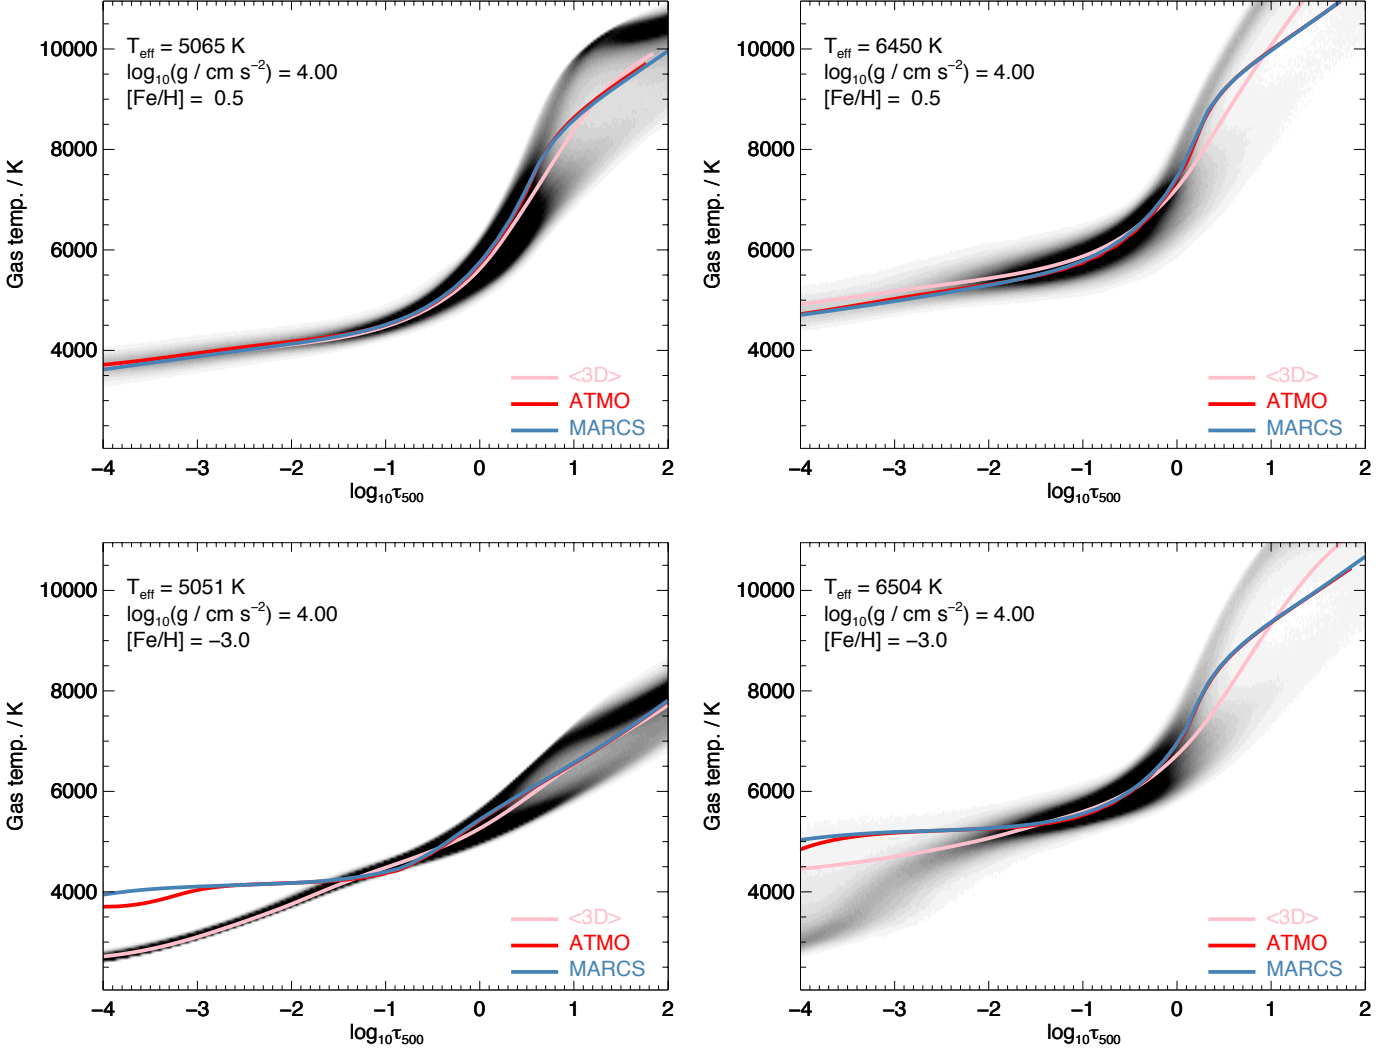 10000
8000
6000
4000
Gas temp. / K
T_eff = 5065 K
log₁₀(g / cm s⁻²) = 4.00
[Fe/H] =  0.5
<3D>
ATMO
MARCS
−4 −3 −2 −1 0 1 2
log₁₀τ₅₀₀
10000
8000
6000
4000
Gas temp. / K
T_eff = 6450 K
log₁₀(g / cm s⁻²) = 4.00
[Fe/H] =  0.5
<3D>
ATMO
MARCS
−4 −3 −2 −1 0 1 2
log₁₀τ₅₀₀
10000
8000
6000
4000
Gas temp. / K
T_eff = 5051 K
log₁₀(g / cm s⁻²) = 4.00
[Fe/H] = −3.0
<3D>
ATMO
MARCS
−4 −3 −2 −1 0 1 2
log₁₀τ₅₀₀
10000
8000
6000
4000
Gas temp. / K
T_eff = 6504 K
log₁₀(g / cm s⁻²) = 4.00
[Fe/H] = −3.0
<3D>
ATMO
MARCS
−4 −3 −2 −1 0 1 2
log₁₀τ₅₀₀